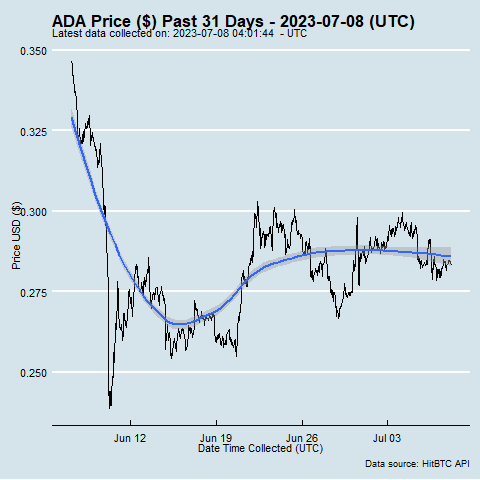 ADA Price ($) Past 31 Days - 2023-07-08 (UTC)
Latest data collected on: 2023-07-08 04:01:44 - UTC
0.350
0.325
0.300
0.275
0.250
Price USD ($)
Jun 12
Jun 19
Jun 26
Jul 03
Date Time Collected (UTC)
Data source: HitBTC API